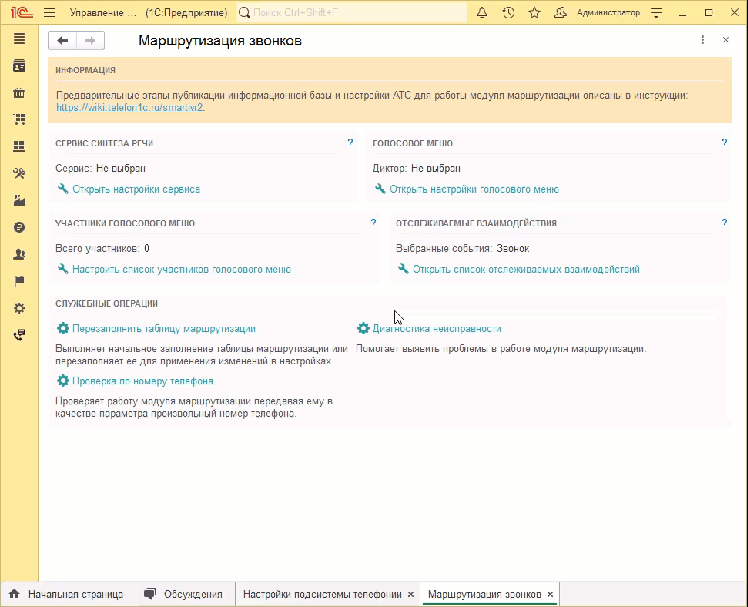 Управление ... (1С:Предприятие)
Поиск Ctrl+Shift+F
Администратор
Маршрутизация звонков
ИНФОРМАЦИЯ
Предварительные этапы публикации информационной базы и настройки АТС для работы модуля маршрутизации описаны в инструкции:
https://wiki.telefon1c.ru/smartivr2.
СЕРВИС СИНТЕЗА РЕЧИ ?
Сервис: Не выбран
Открыть настройки сервиса
ГОЛОСОВОЕ МЕНЮ ?
Диктор: Не выбран
Открыть настройки голосового меню
УЧАСТНИКИ ГОЛОСОВОГО МЕНЮ ?
Всего участников: 0
Настроить список участников голосового меню
ОТСЛЕЖИВАЕМЫЕ ВЗАИМОДЕЙСТВИЯ ?
Выбранные события: Звонок
Открыть список отслеживаемых взаимодействий
СЛУЖЕБНЫЕ ОПЕРАЦИИ
Перезаполнить таблицу маршрутизации
Выполняет начальное заполнение таблицы маршрутизации или
перезаполняет ее для применения изменений в настройках
Диагностика неисправности
Помогает выявить проблемы в работе модуля маршрутизации.
Проверка по номеру телефона
Проверяет работу модуля маршрутизации передавая ему в
качестве параметра произвольный номер телефона.
Начальная страница
Обсуждения
Настройки подсистемы телефонии
Маршрутизация звонков